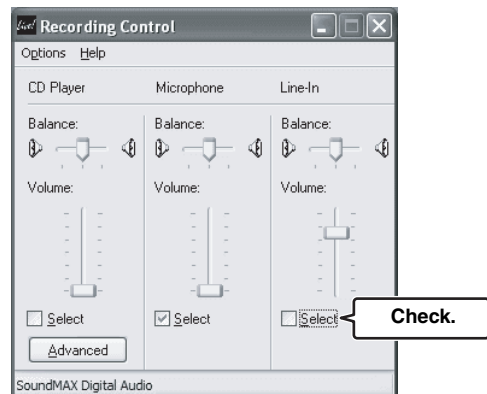 Recording Control
Options Help
CD Player Microphone Line-In
Balance: Balance: Balance:
Volume: Volume: Volume:
Select Select Select
Check.
Advanced
SoundMAX Digital Audio